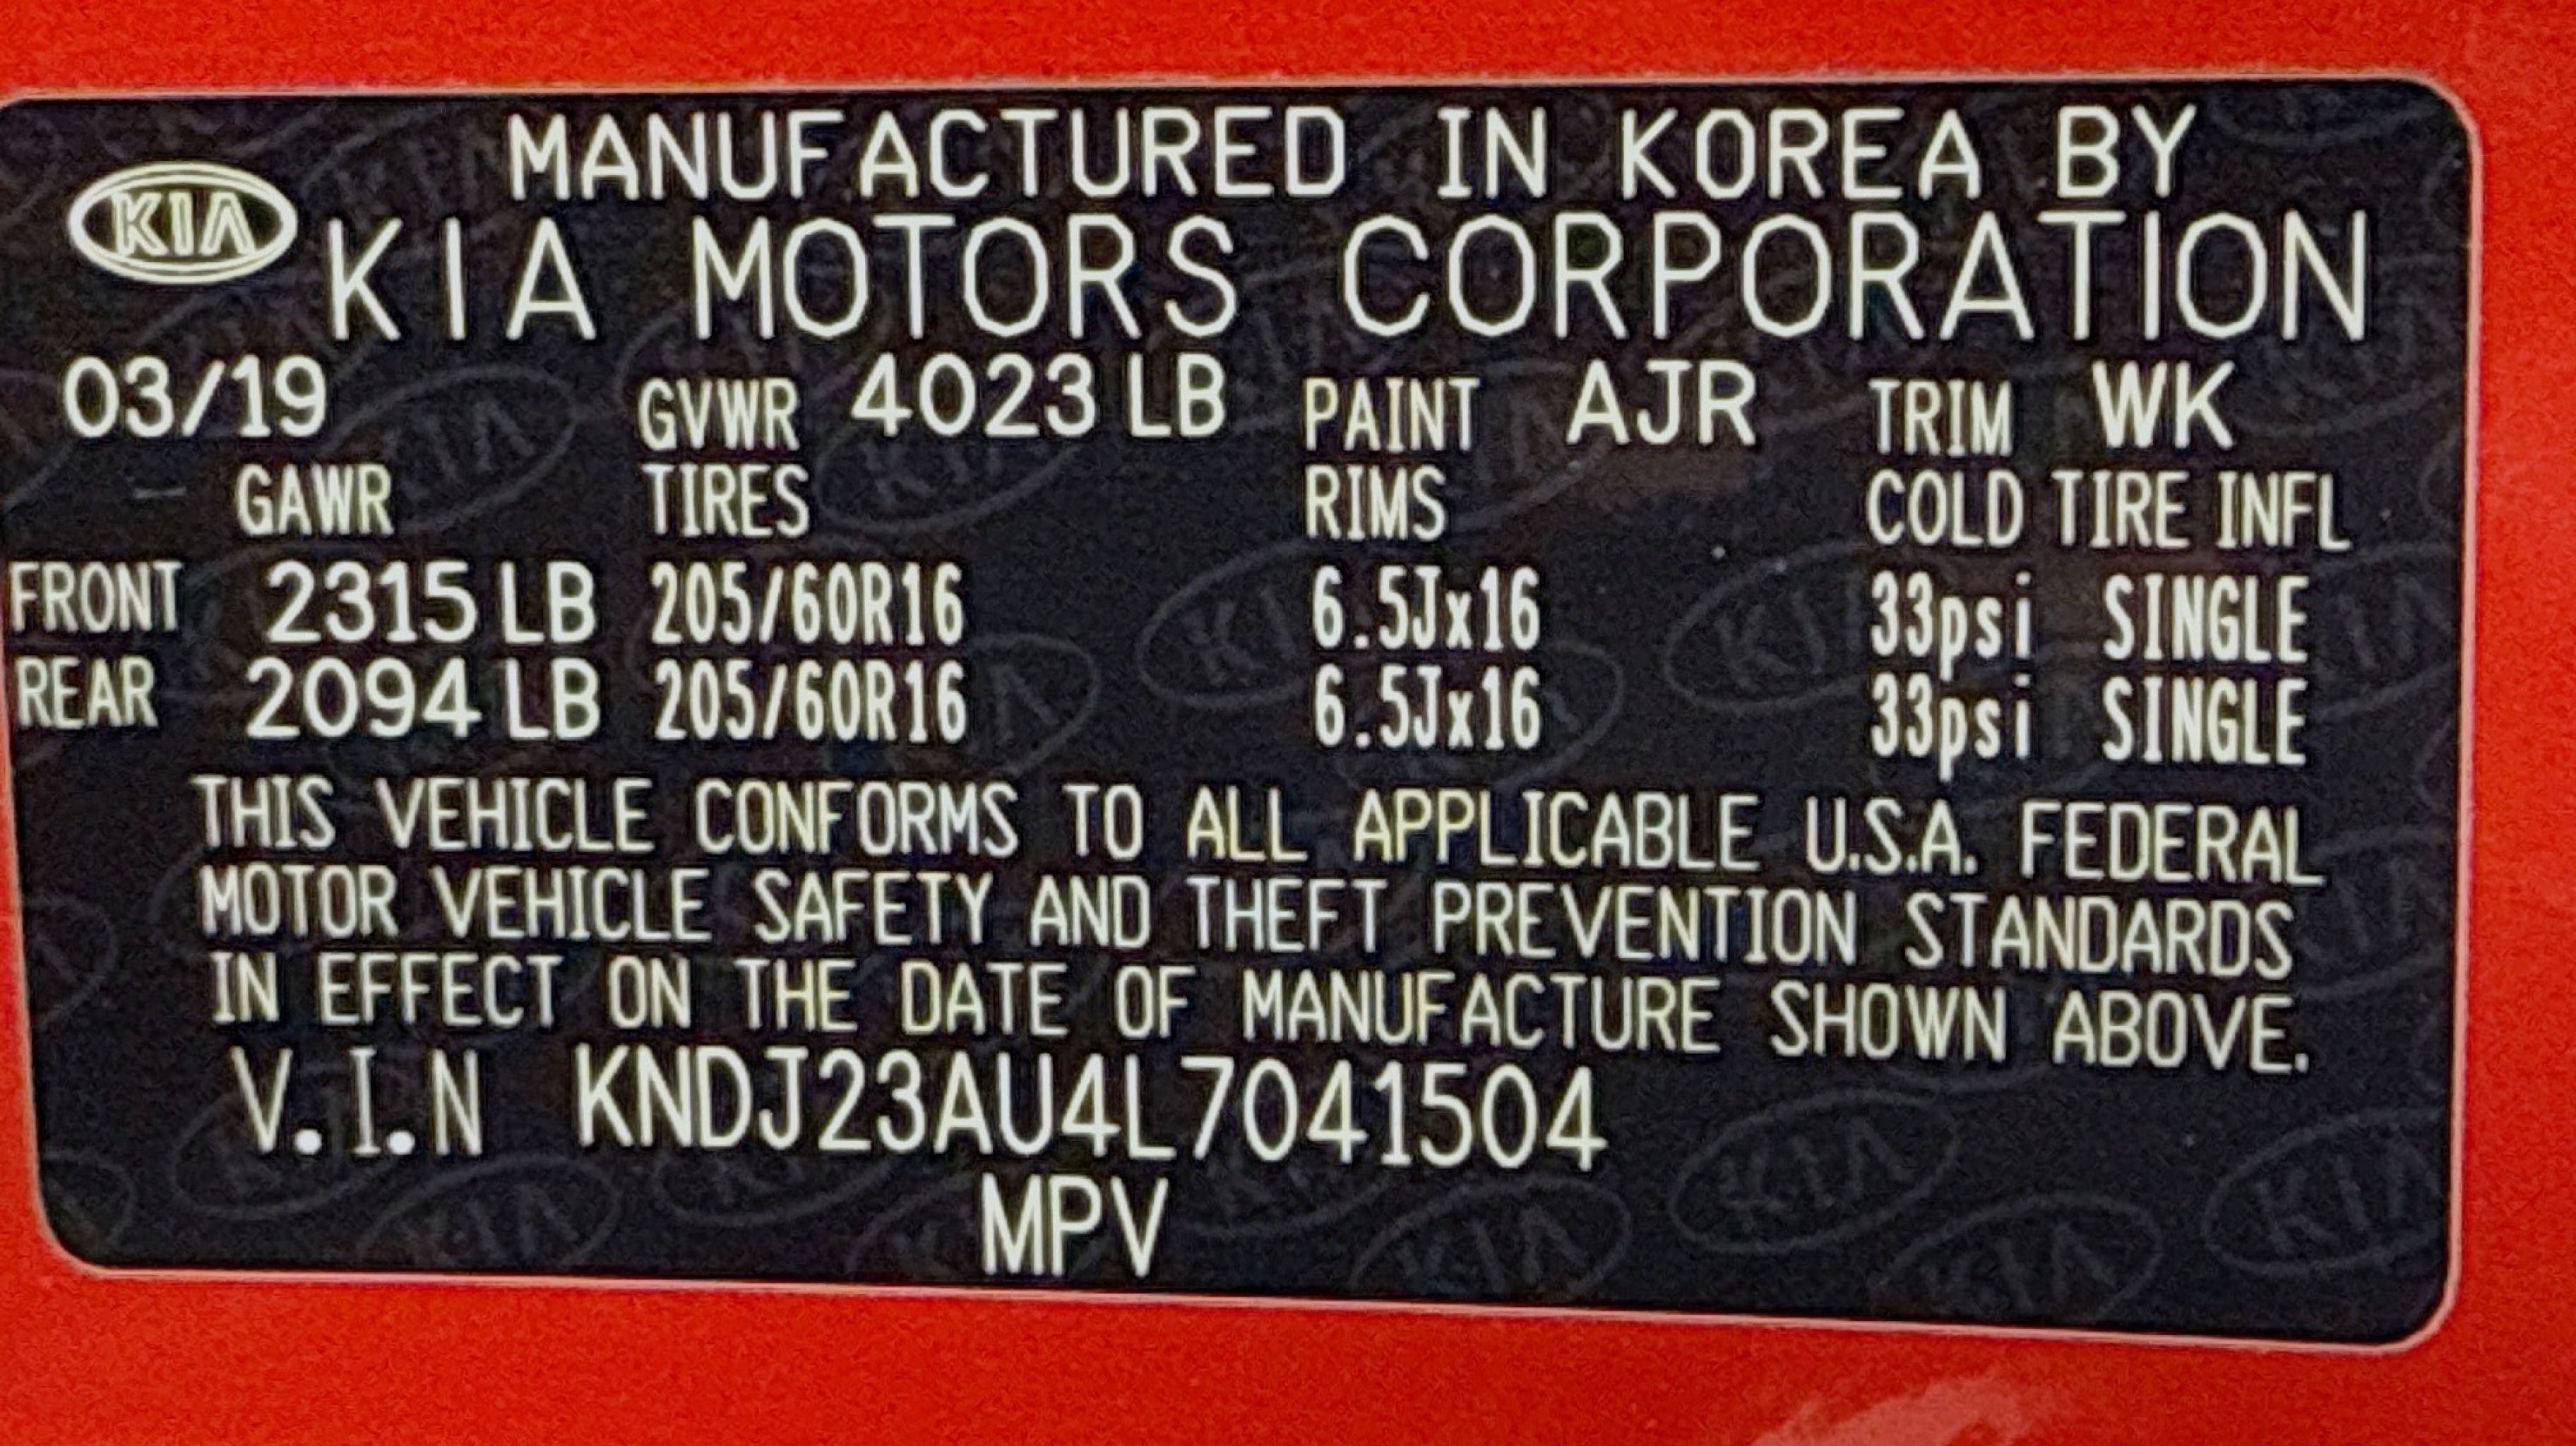 MANUFACTURED IN KOREA BY
KIA KIA MOTORS CORPORATION
03/19 GVWR 4023 LB PAINT AJR TRIM WK
GAWR TIRES RIMS COLD TIRE INFL
FRONT 2315 LB 205/60R16 6.5Jx16 33psi SINGLE
REAR 2094 LB 205/60R16 6.5Jx16 33psi SINGLE
THIS VEHICLE CONFORMS TO ALL APPLICABLE U.S.A. FEDERAL
MOTOR VEHICLE SAFETY AND THEFT PREVENTION STANDARDS
IN EFFECT ON THE DATE OF MANUFACTURE SHOWN ABOVE.
V.I.N KNDJ23AU4L7041504
MPV